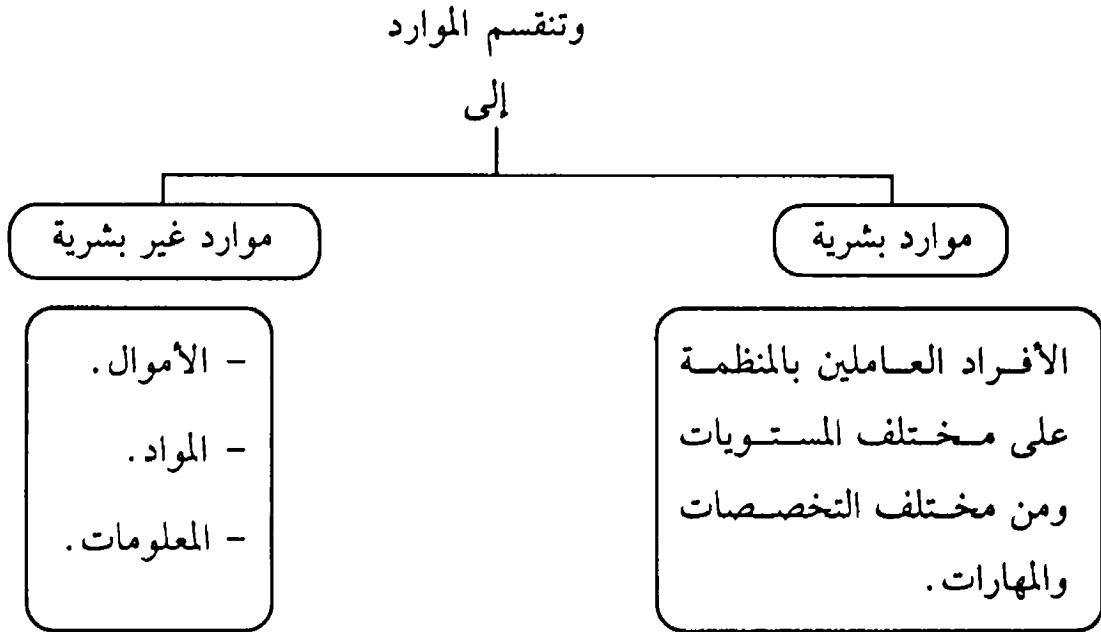 وتنقسم الموارد
إلى
موارد بشرية
الأفراد العاملين بالمنظمة
على مختلف المستويات
ومن مختلف التخصصات
والمهارات.
موارد غير بشرية
- الأموال.
- المواد.
- المعلومات.